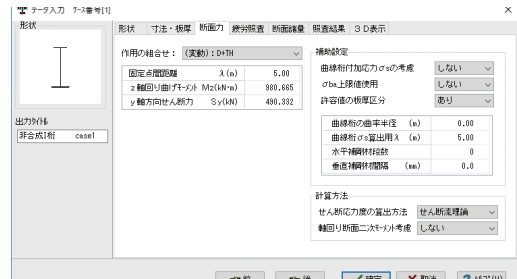 データ入力 ケース番号[1]
形状
出力タイトル
非合成I桁 case1
形状 寸法・板厚 断面力 疲労照査 断面諸量 照査結果 3D表示
作用の組合せ： (変動)：D+TH
固定点間距離 λ(m) 5.00
z軸回り曲げモーメント Mz(kN・m) 980.665
y軸方向せん断力 Sy(kN) 490.332
補助設定
曲線桁付加応力σsの考慮 しない
σba上限値使用 しない
許容値の板厚区分 あり
曲線桁の曲率半径 (m) 0.00
曲線桁σs算出用λ (m) 5.00
水平補剛材段数 0
垂直補剛材間隔 (mm) 0.0
計算方法
せん断応力度の算出方法 せん断流理論
軸回り断面二次モーメント考慮 しない
前 後 確定 取消 ヘルプ(H)